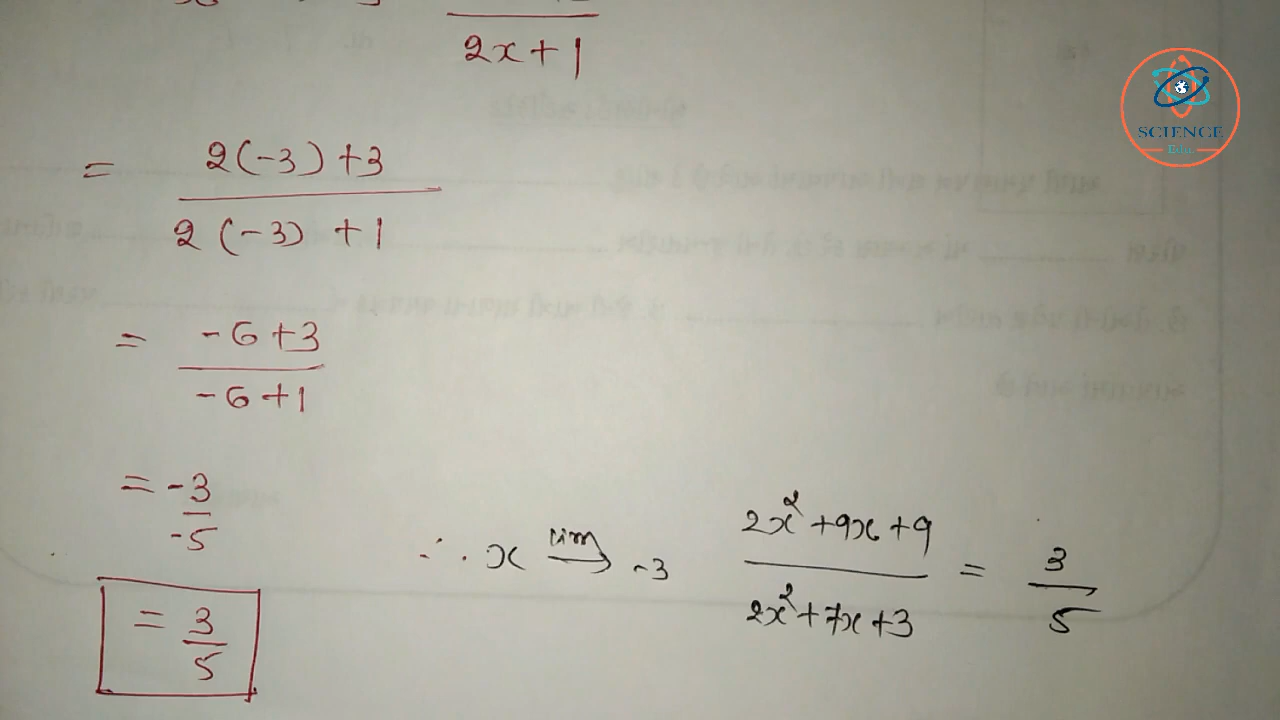 2x+1
= 2(-3)+3
2(-3)+1
= -6+3
-6+1
= -3
-5
= 3
5
∴ x lim→ -3 2x²+9x+9 = 3
2x²+7x+3 5
SCIENCE
Edu.